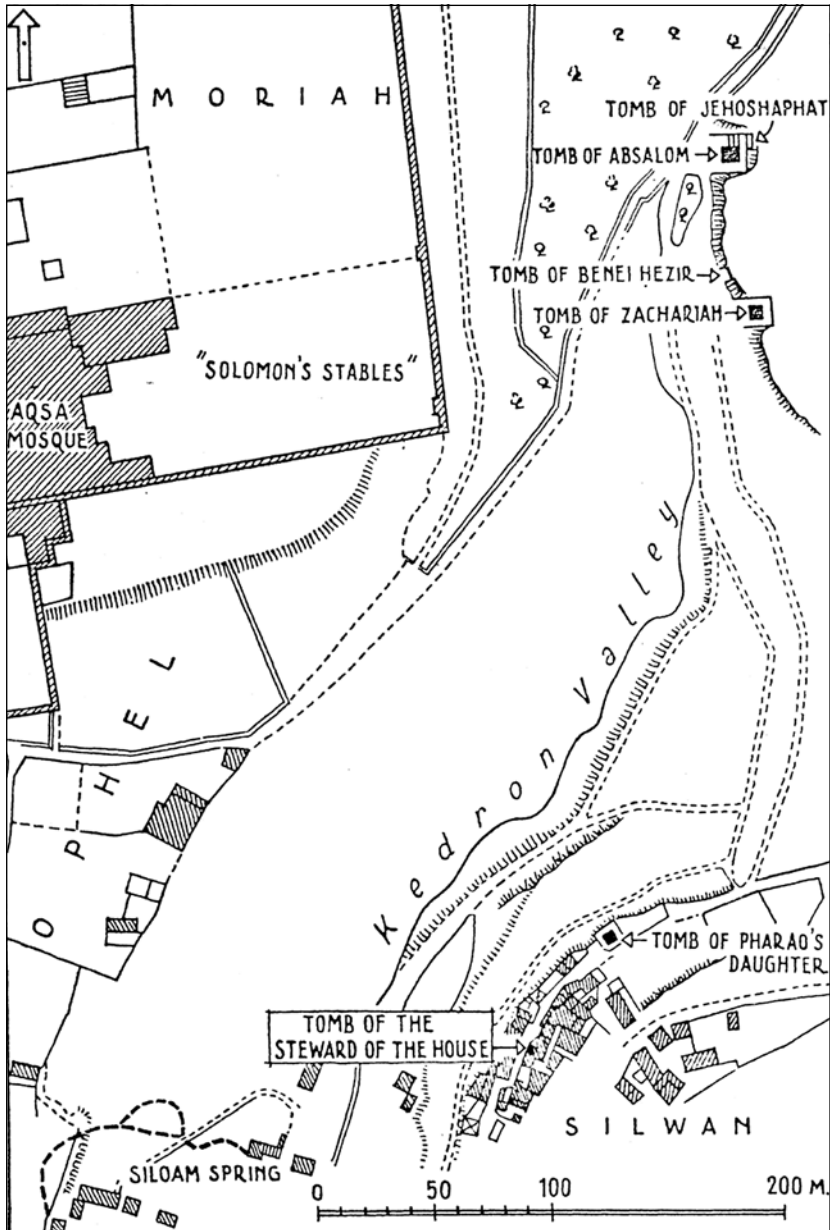 MORIAH
TOMB OF JEHOSHAPHAT
TOMB OF ABSALOM
TOMB OF BENEI HEZIR
TOMB OF ZACHARIAH
"SOLOMON'S STABLES"
AQSA
MOSQUE
Kedron Valley
OPHEL
TOMB OF PHARAO'S
DAUGHTER
TOMB OF THE
STEWARD OF THE HOUSE
SILWAN
SILOAM SPRING
0 50 100 200 M.